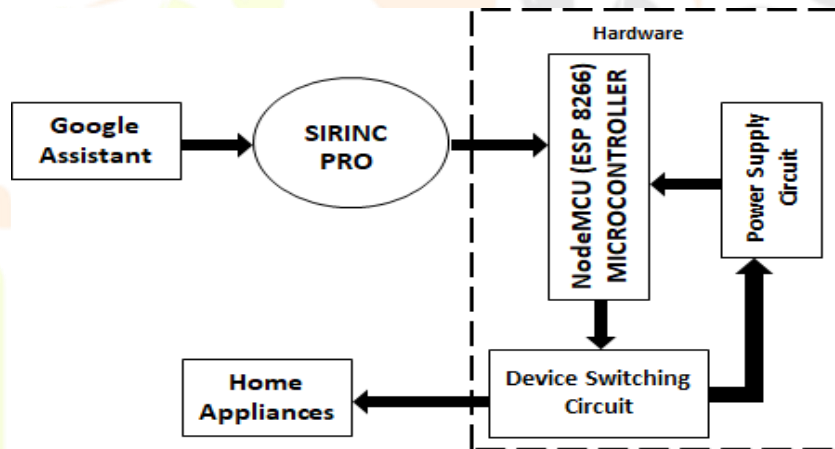 Hardware
Google
Assistant
SIRINC
PRO
NodeMCU (ESP 8266)
MICROCONTROLLER
Power Supply
Circuit
Device Switching
Circuit
Home
Appliances